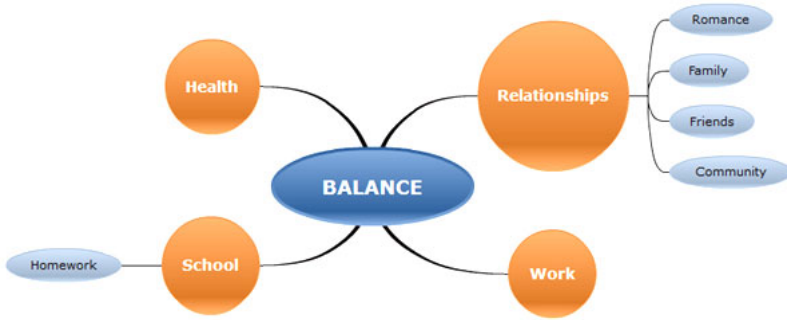 Romance
Health
Family
Relationships
Friends
Community
BALANCE
Homework
School
Work